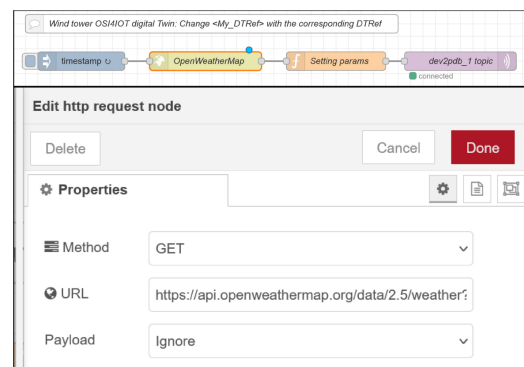 Wind tower OSI4IOT digital Twin: Change <My_DTRef> with the corresponding DTRef
timestamp ↻
OpenWeatherMap
f Setting params
dev2pdb_1 topic
connected
Edit http request node
Delete
Cancel
Done
Properties
Method
GET
URL
https://api.openweathermap.org/data/2.5/weather?
Payload
Ignore